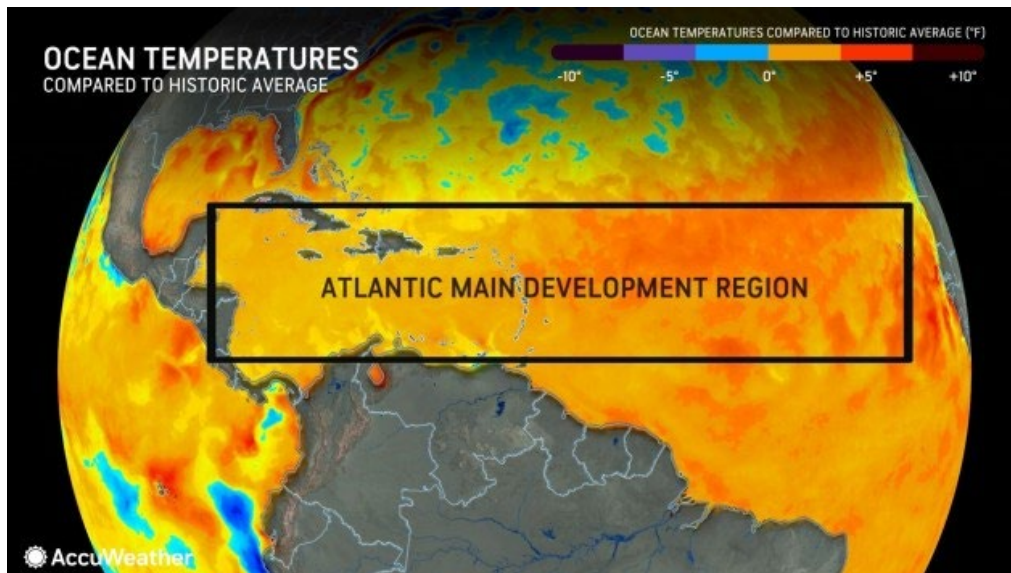 OCEAN TEMPERATURES
COMPARED TO HISTORIC AVERAGE
OCEAN TEMPERATURES COMPARED TO HISTORIC AVERAGE (°F)
-10° -5° 0° +5° +10°
ATLANTIC MAIN DEVELOPMENT REGION
AccuWeather